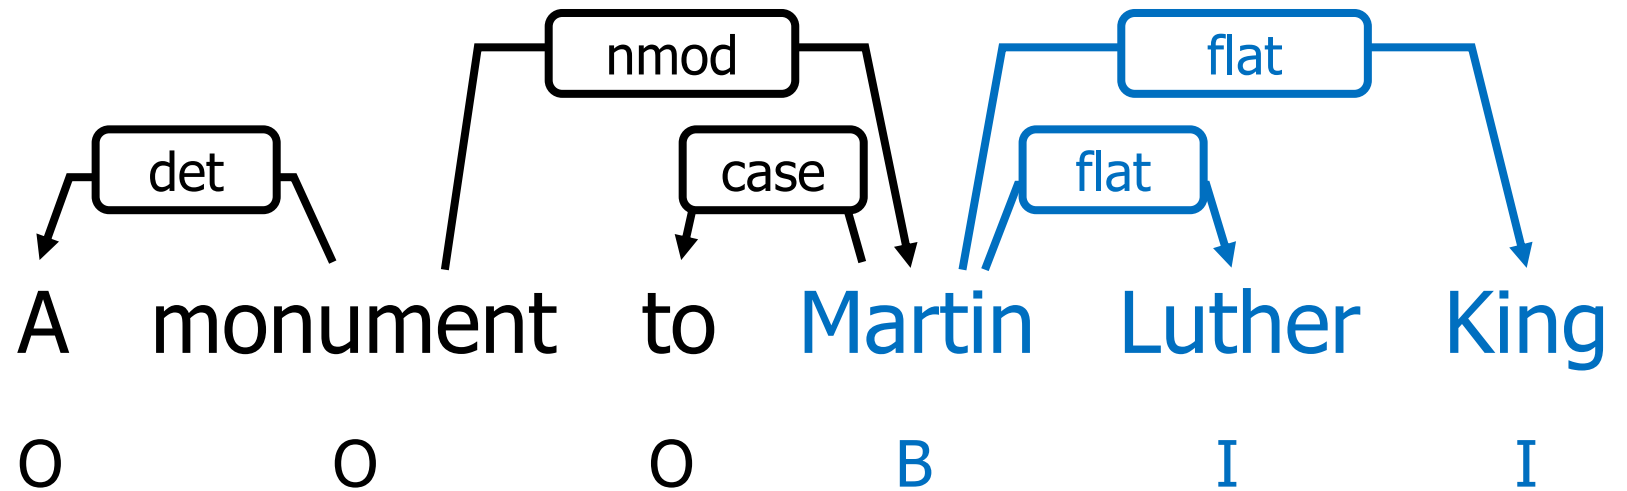 nmod flat
det case flat
A monument to Martin Luther King
O O O B I I